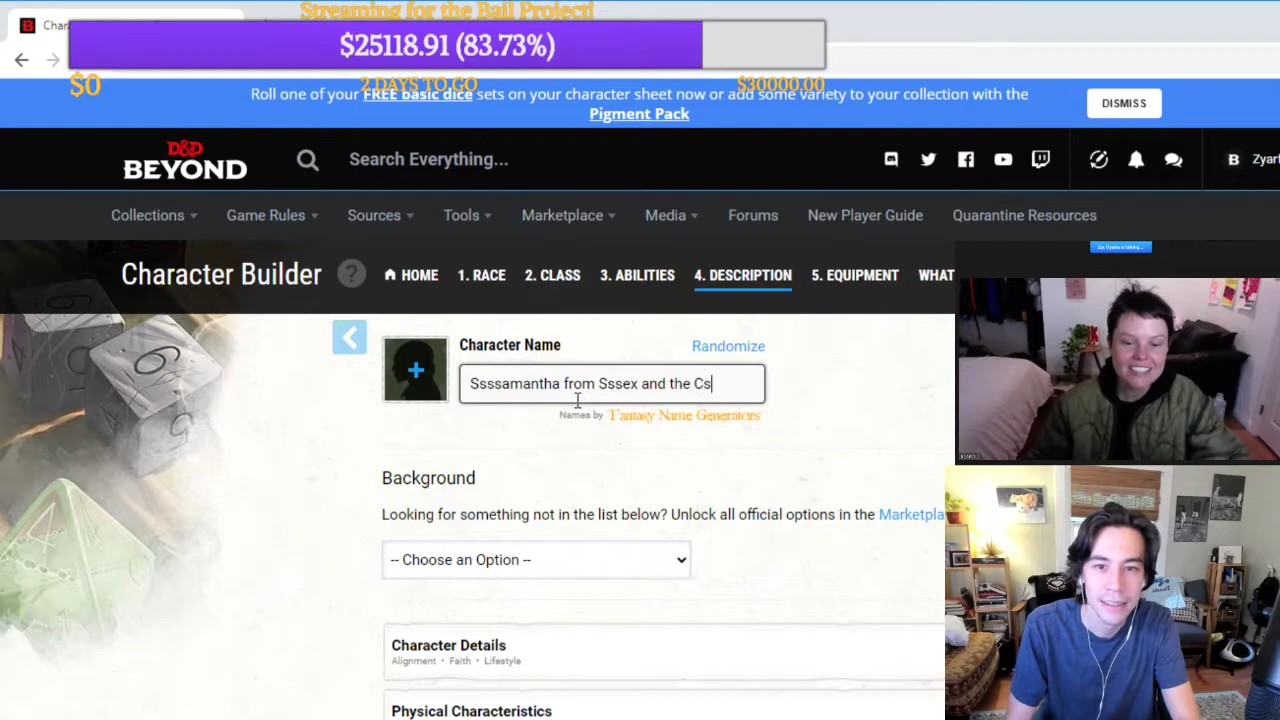 Streaming for the Bail Project!
Char
$25118.91 (83.73%)
$0
2 DAYS TO GO
$30000.00
Roll one of your FREE basic dice sets on your character sheet now or add some variety to your collection with the
Pigment Pack
DISMISS
D&D
BEYOND
Search Everything...
B
Zyar
Collections
Game Rules
Sources
Tools
Marketplace
Media
Forums
New Player Guide
Quarantine Resources
Character Builder
?
HOME
1. RACE
2. CLASS
3. ABILITIES
4. DESCRIPTION
5. EQUIPMENT
WHAT
Character Name
Randomize
Ssssamantha from Sssex and the Cs
Names by Fantasy Name Generators
Background
Looking for something not in the list below? Unlock all official options in the Marketpla
-- Choose an Option --
Character Details
Alignment • Faith • Lifestyle
Physical Characteristics